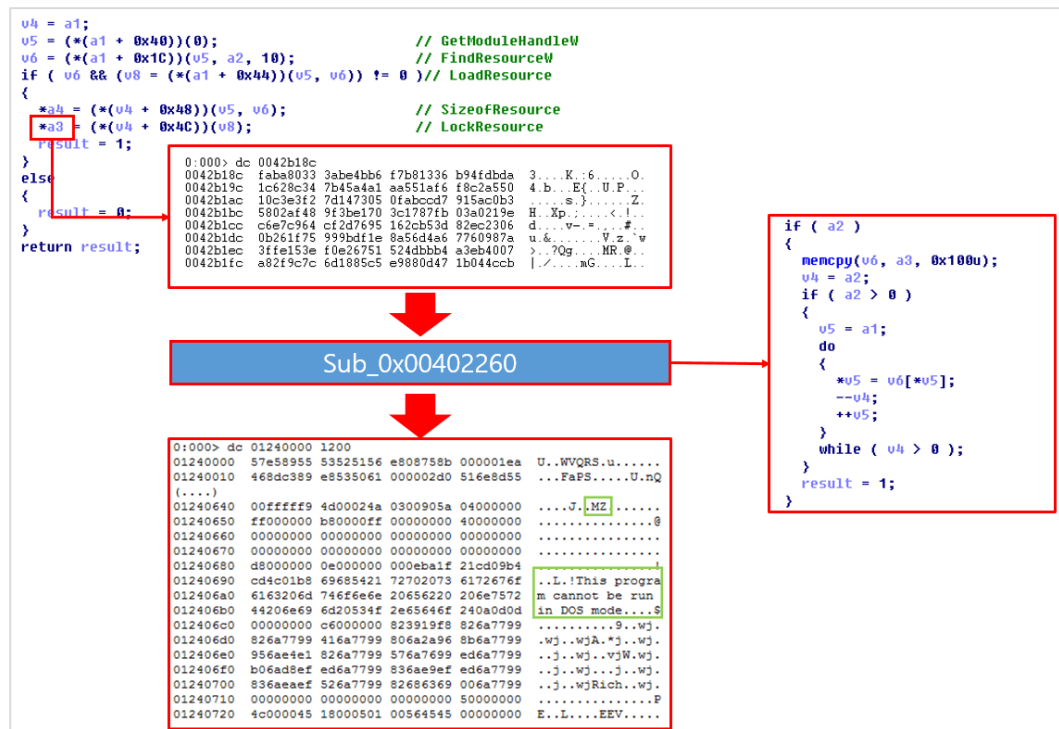 v4 = a1;
v5 = (*(a1 + 0x40))(0); // GetModuleHandleW
v6 = (*(a1 + 0x1C))(v5, a2, 10); // FindResourceW
if ( v6 && (v8 = (*(a1 + 0x44))(v5, v6)) != 0 )// LoadResource
{
*a4 = (*(v4 + 0x48))(v5, v6); // SizeofResource
*a3 = (*(v4 + 0x4C))(v8); // LockResource
result = 1;
}
else
{
result = 0;
}
return result;
0:000> dc 0042b18c
0042b18c faba8033 3abe4bb6 f7b81336 b94fdbda 3....K.:6.....O.
0042b19c 1c628c34 7b45a4a1 aa551af6 f8c2a550 4.b...E{..U.P...
0042b1ac 10c3e3f2 7d147305 0fabccd7 915ac0b3 .....s.}......Z.
0042b1bc 5802af48 9f3be170 3c1787fb 03a0219e H..Xp.;....<.!..
0042b1cc c6e7c964 cf2d7695 162cb53d 82ec2306 d....v-.=.,..#..
0042b1dc 0b261f75 999bdf1e 8a56d4a6 7760987a u.&.......V.z.`w
0042b1ec 3ffe153e f0e26751 524dbbb4 a3eb4007 >..?Qg....MR.@..
0042b1fc a82f9c7c 6d1885c5 e9880d47 1b044ccb |./....mG....L..
Sub_0x00402260
if ( a2 )
{
memcpy(v6, a3, 0x100u);
v4 = a2;
if ( a2 > 0 )
{
v5 = a1;
do
{
*v5 = v6[*v5];
--v4;
++v5;
}
while ( v4 > 0 );
}
result = 1;
}
0:000> dc 01240000 l200
01240000 57e58955 53525156 e808758b 000001ea U..WVQRS.u......
01240010 468dc389 e8535061 000002d0 516e8d55 ...FaPS.....U.nQ
(....)
01240640 00fffff9 4d00024a 0300905a 04000000 ....J..MZ.......
01240650 ff000000 b80000ff 00000000 40000000 ...............@
01240660 00000000 00000000 00000000 00000000 ................
01240670 00000000 00000000 00000000 00000000 ................
01240680 d8000000 0e000000 000eba1f 21cd09b4 ...............!
01240690 cd4c01b8 69685421 72702073 6172676f ..L.!This progra
012406a0 6163206d 746f6e6e 20656220 206e7572 m cannot be run
012406b0 44206e69 6d20534f 2e65646f 240a0d0d in DOS mode....$
012406c0 00000000 c6000000 823919f8 826a7799 ..........9..wj.
012406d0 826a7799 416a7799 806a2a96 8b6a7799 .wj..wjA.*j..wj.
012406e0 956ae4e1 826a7799 576a7699 ed6a7799 ..j..wj..vjW.wj.
012406f0 b06ad8ef ed6a7799 836ae9ef ed6a7799 ..j..wj...j..wj.
01240700 836aeaef 526a7799 82686369 006a7799 ..j..wjRich..wj.
01240710 00000000 00000000 00000000 50000000 ...............P
01240720 4c000045 18000501 00564545 00000000 E..L....EEV.....